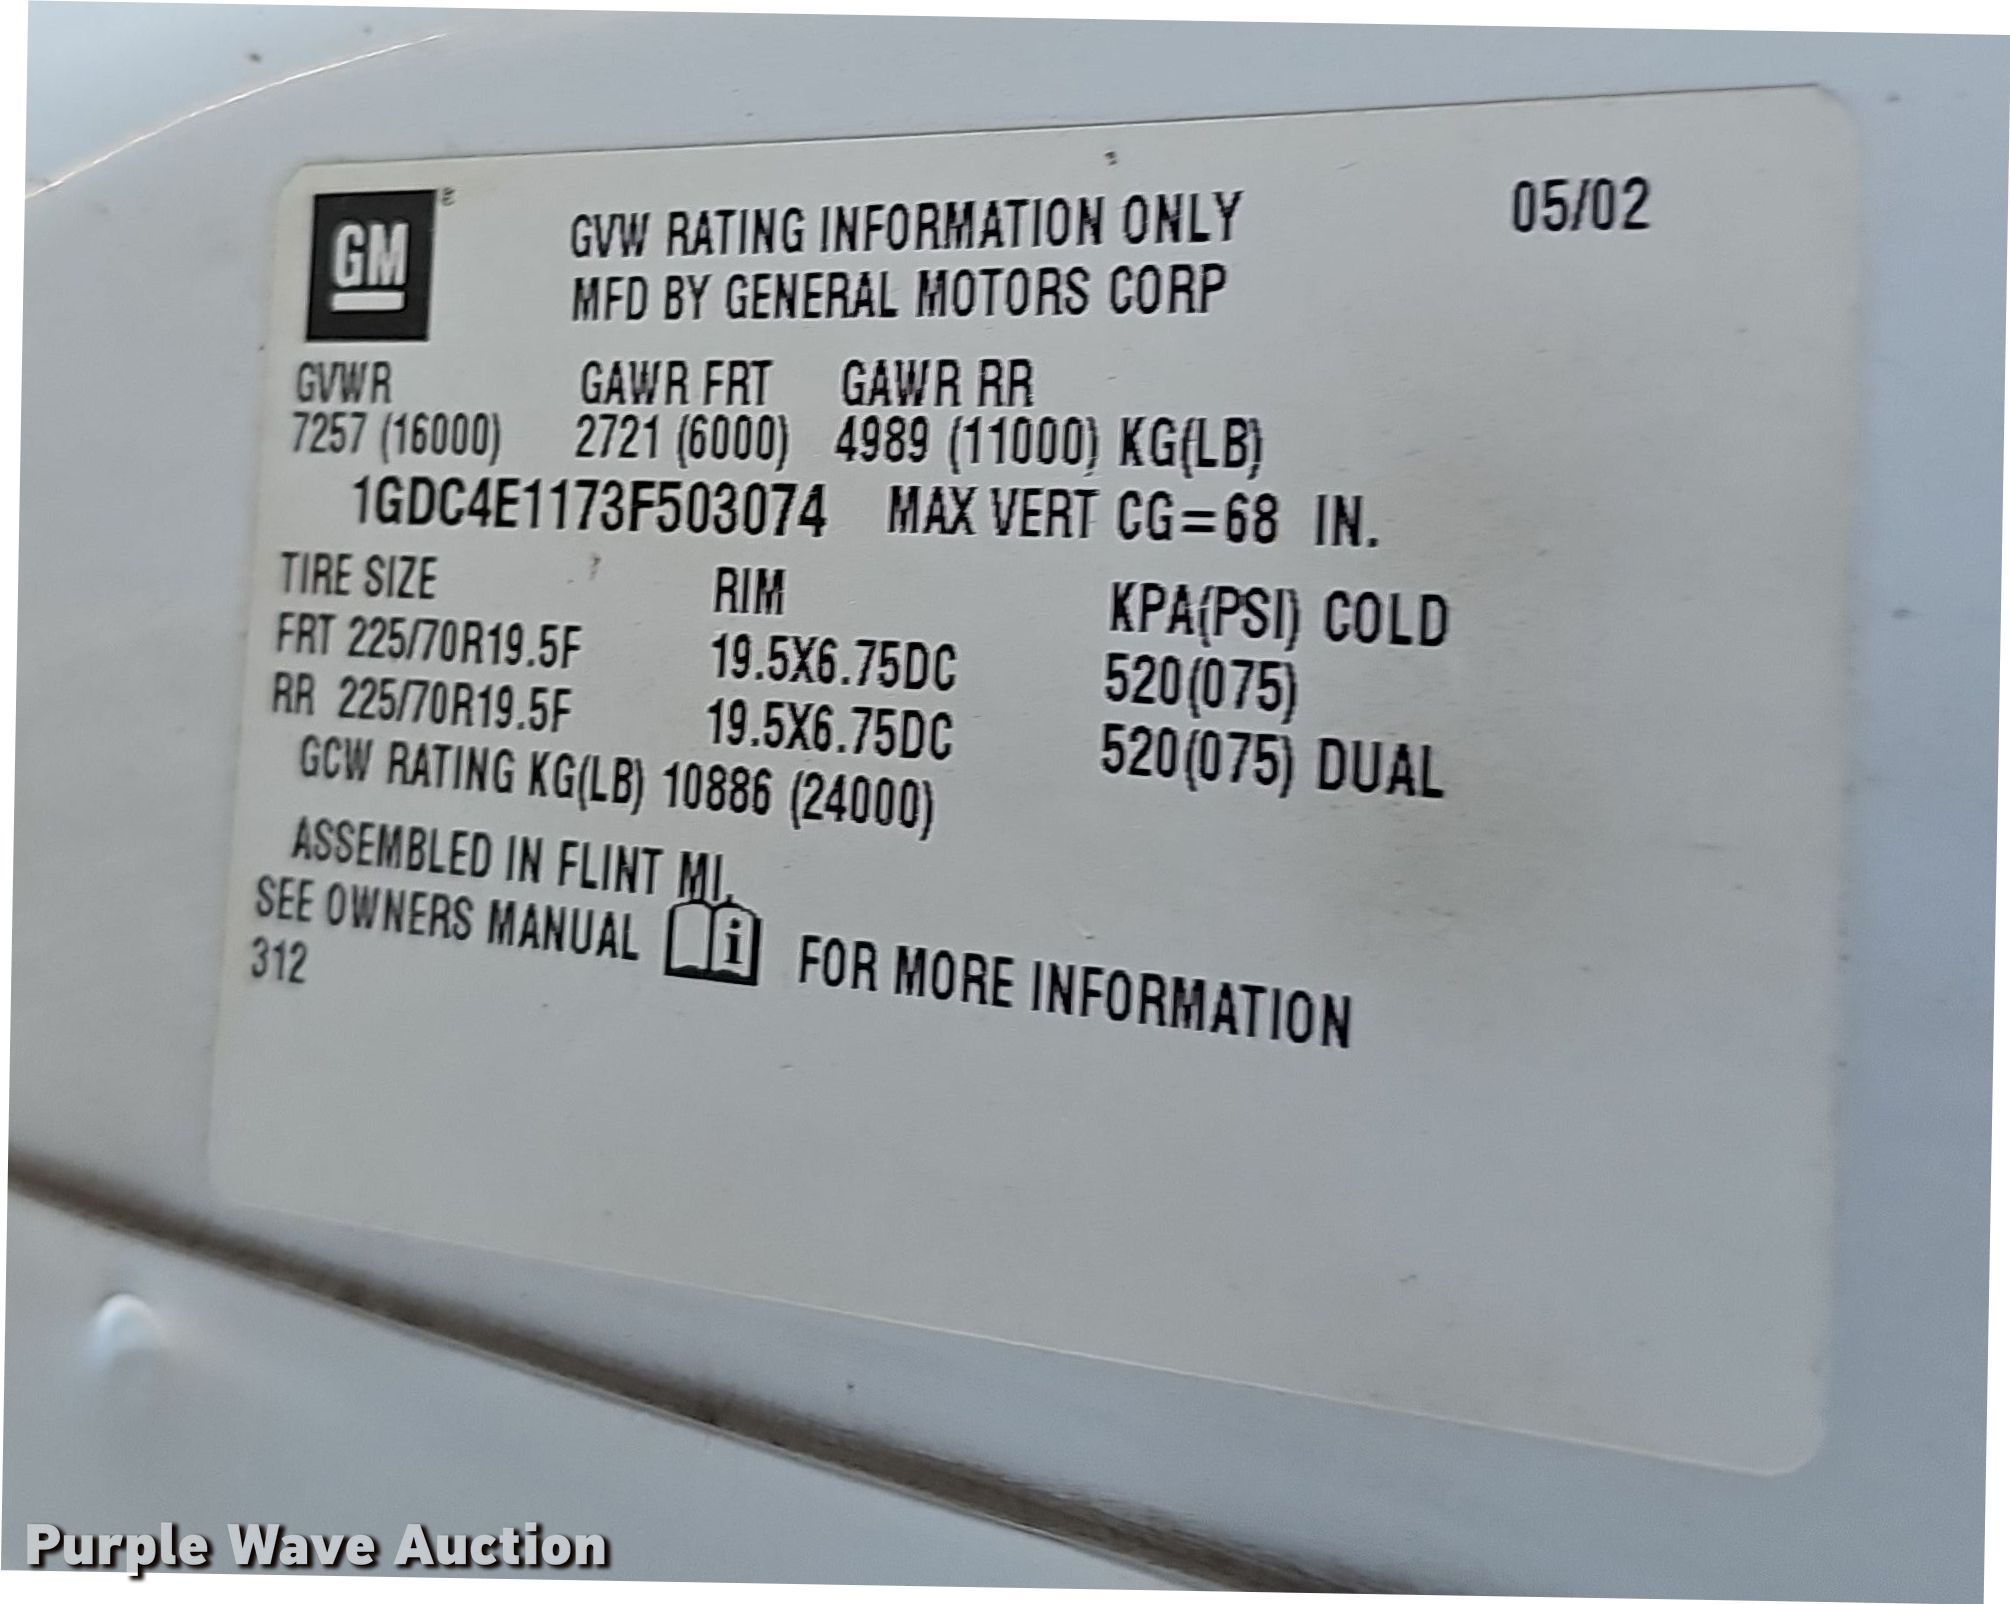 GM
GVW RATING INFORMATION ONLY 05/02
MFD BY GENERAL MOTORS CORP
GVWR GAWR FRT GAWR RR
7257 (16000) 2721 (6000) 4989 (11000) KG(LB)
1GDC4E1173F503074 MAX VERT CG=68 IN.
TIRE SIZE RIM KPA(PSI) COLD
FRT 225/70R19.5F 19.5X6.75DC 520(075)
RR 225/70R19.5F 19.5X6.75DC 520(075) DUAL
GCW RATING KG(LB) 10886 (24000)
ASSEMBLED IN FLINT MI.
SEE OWNERS MANUAL i FOR MORE INFORMATION
312
Purple Wave Auction